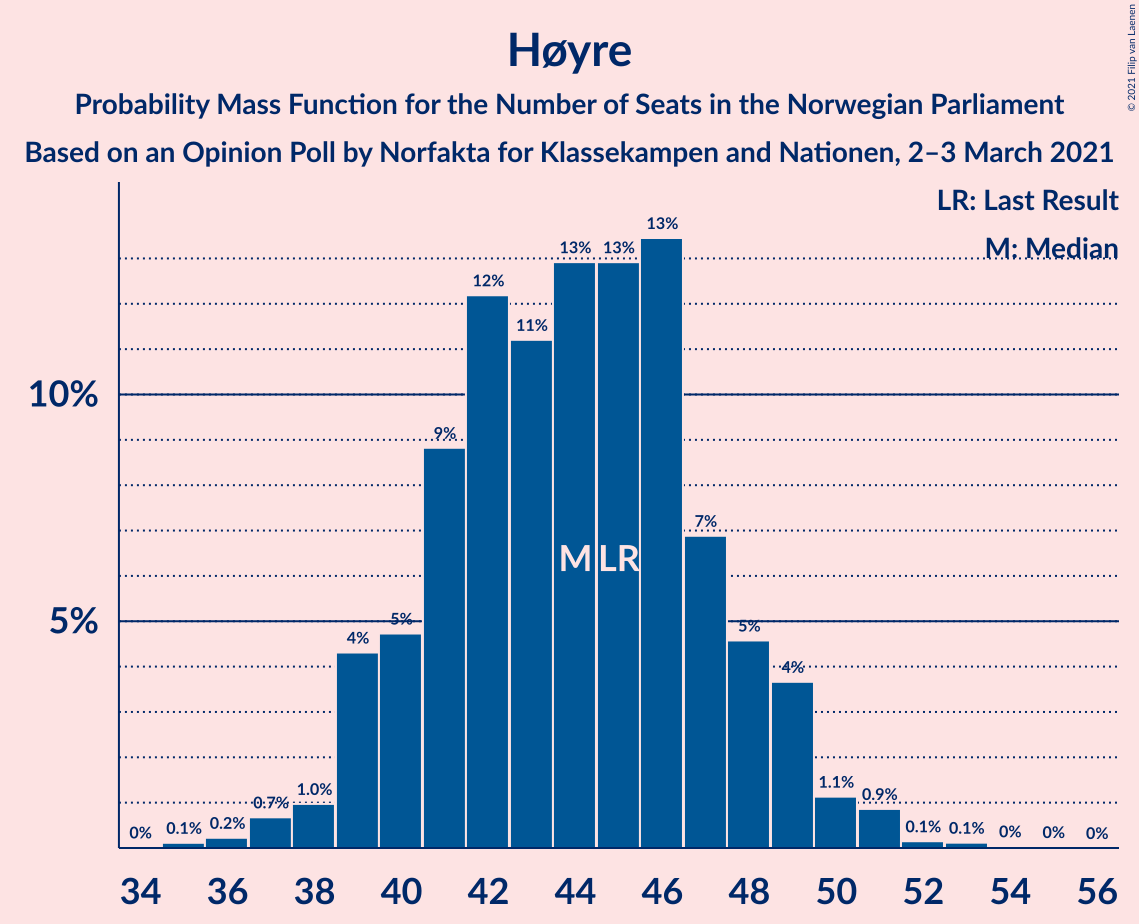 Høyre
Probability Mass Function for the Number of Seats in the Norwegian Parliament
Based on an Opinion Poll by Norfakta for Klassekampen and Nationen, 2–3 March 2021
© 2021 Filip van Laenen
LR: Last Result
M: Median
10%
5%
0%
0.1%
0.2%
0.7%
1.0%
4%
5%
9%
12%
11%
13%
13%
13%
7%
5%
4%
1.1%
0.9%
0.1%
0.1%
0%
0%
0%
M
LR
34 36 38 40 42 44 46 48 50 52 54 56